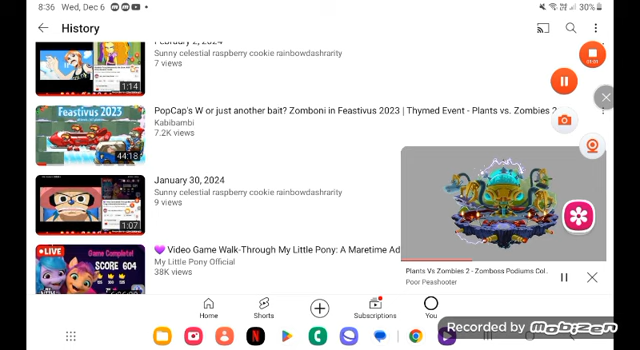 8:36 Wed, Dec 6
30%
History
February 2, 2024
Sunny celestial raspberry cookie rainbowdashrarity
7 views
1:14
Feastivus 2023
44:18
PopCap's W or just another bait? Zomboni in Feastivus 2023 | Thymed Event - Plants vs. Zombies 2
Kabibambi
7.2K views
January 30, 2024
Sunny celestial raspberry cookie rainbowdashrarity
9 views
1:07
LIVE
Game Complete!
SCORE 604
💜 Video Game Walk-Through My Little Pony: A Maretime Ad
My Little Pony Official
38K views
Plants Vs Zombies 2 - Zomboss Podiums Col..
Poor Peashooter
Home
Shorts
Subscriptions
You
Recorded by Mobizen